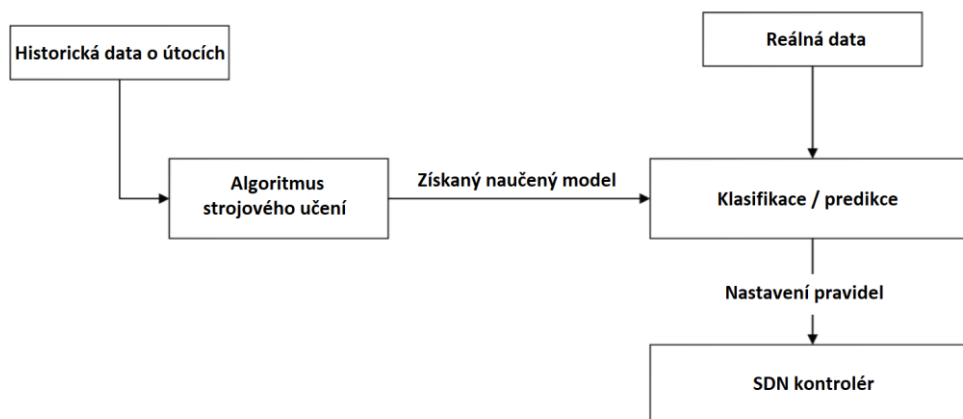 Historická data o útocích
Reálná data
Algoritmus
strojového učení
Získaný naučený model
Klasifikace / predikce
Nastavení pravidel
SDN kontrolér